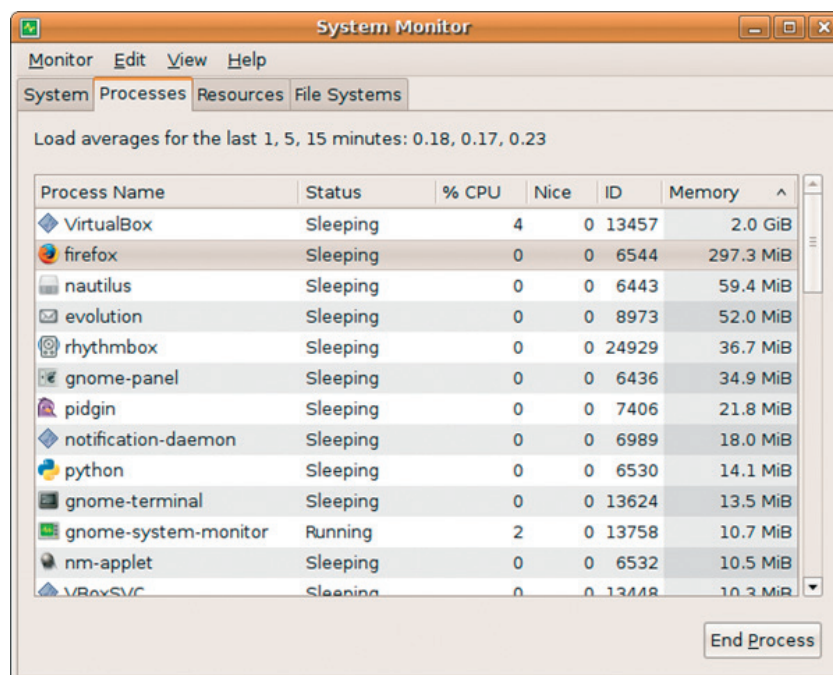 System Monitor
Monitor Edit View Help
System Processes Resources File Systems
Load averages for the last 1, 5, 15 minutes: 0.18, 0.17, 0.23
Process Name Status % CPU Nice ID Memory
VirtualBox Sleeping 4 0 13457 2.0 GiB
firefox Sleeping 0 0 6544 297.3 MiB
nautilus Sleeping 0 0 6443 59.4 MiB
evolution Sleeping 0 0 8973 52.0 MiB
rhythmbox Sleeping 0 0 24929 36.7 MiB
gnome-panel Sleeping 0 0 6436 34.9 MiB
pidgin Sleeping 0 0 7406 21.8 MiB
notification-daemon Sleeping 0 0 6989 18.0 MiB
python Sleeping 0 0 6530 14.1 MiB
gnome-terminal Sleeping 0 0 13624 13.5 MiB
gnome-system-monitor Running 2 0 13758 10.7 MiB
nm-applet Sleeping 0 0 6532 10.5 MiB
VBoxSVC Sleeping 0 0 13448 10.3 MiB
End Process